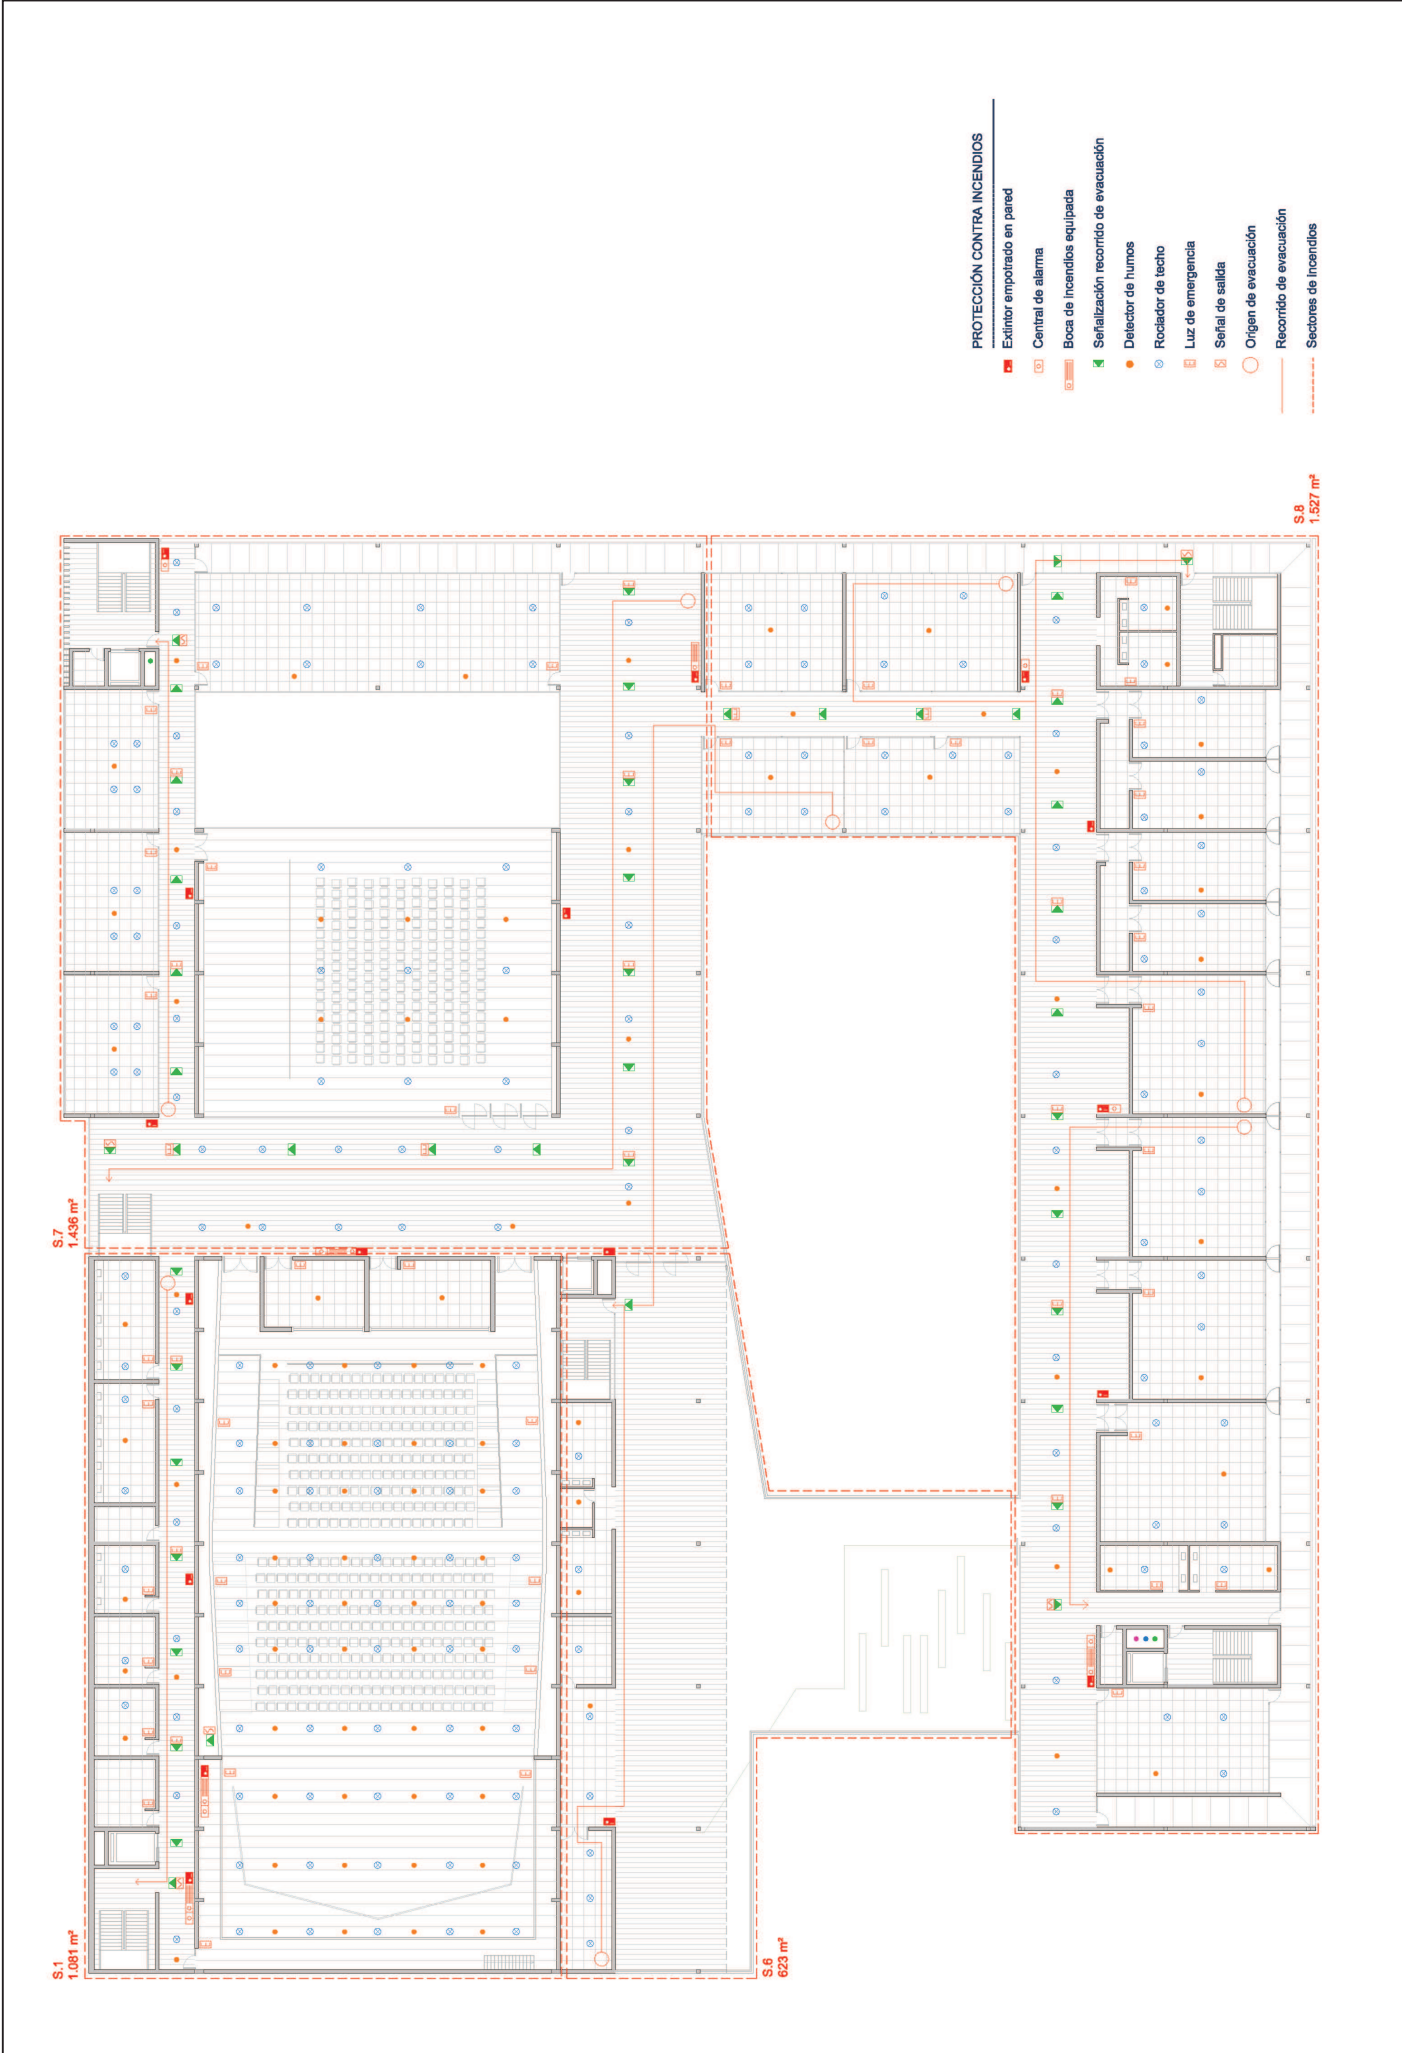 PROTECCIÓN CONTRA INCENDIOS
Extintor empotrado en pared
Central de alarma
Boca de incendios equipada
Señalización recorrido de evacuación
Detector de humos
Rociador de techo
Luz de emergencia
Señal de salida
Origen de evacuación
Recorrido de evacuación
Sectores de incendios
S.1
1.081 m²
S.7
1.436 m²
S.6
623 m²
S.8
1.527 m²